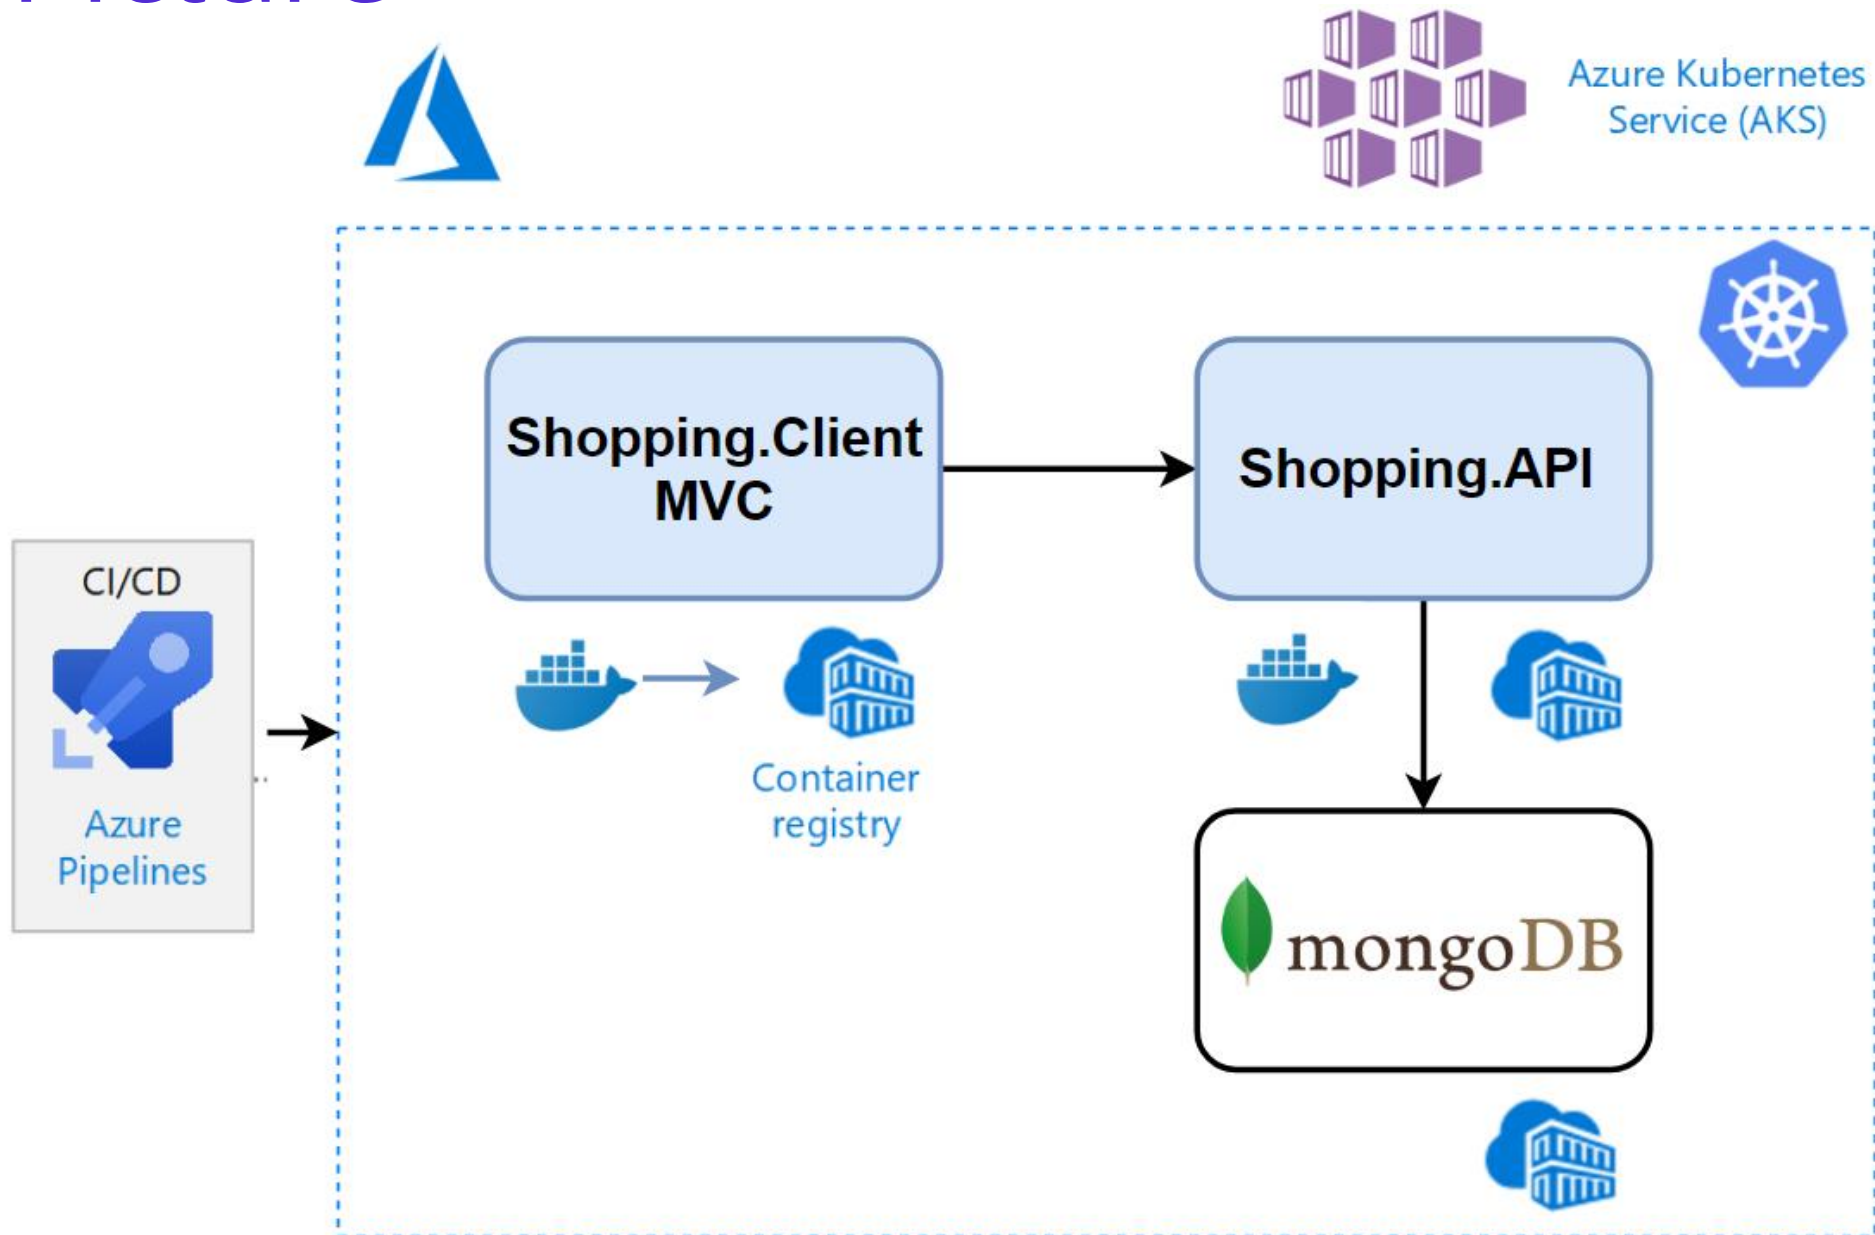 Azure Kubernetes
Service (AKS)
Shopping.Client
MVC
Shopping.API
CI/CD
Azure
Pipelines
Container
registry
mongoDB